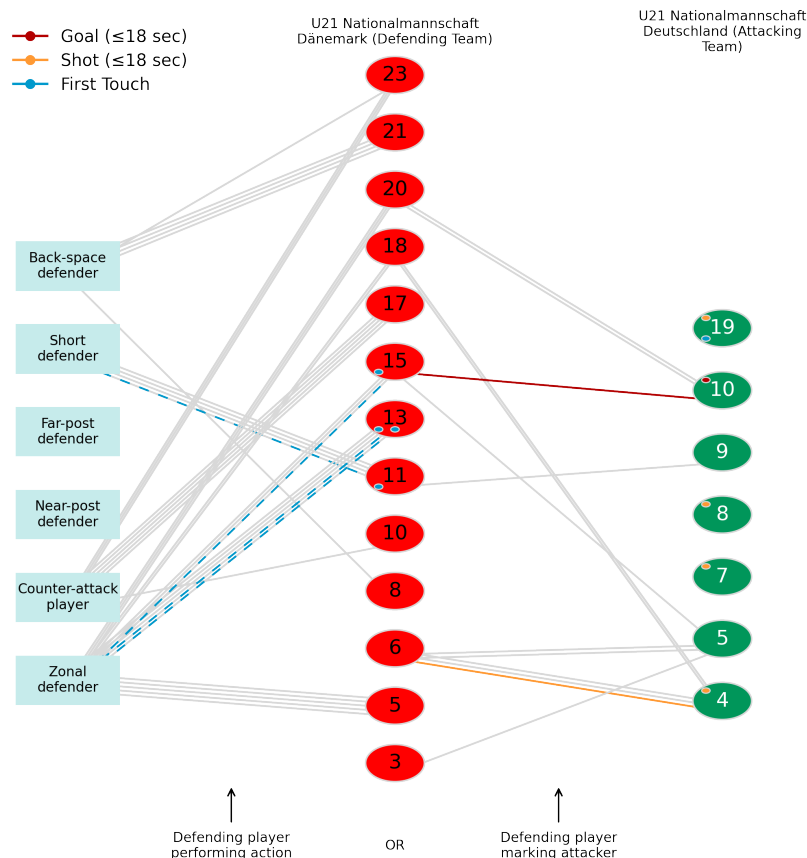 Goal (≤18 sec)
Shot (≤18 sec)
First Touch
U21 Nationalmannschaft
Dänemark (Defending Team)
U21 Nationalmannschaft
Deutschland (Attacking
Team)
Back-space
defender
Short
defender
Far-post
defender
Near-post
defender
Counter-attack
player
Zonal
defender
23
21
20
18
17
15
13
11
10
8
6
5
3
19
10
9
8
7
5
4
Defending player
performing action
OR
Defending player
marking attacker